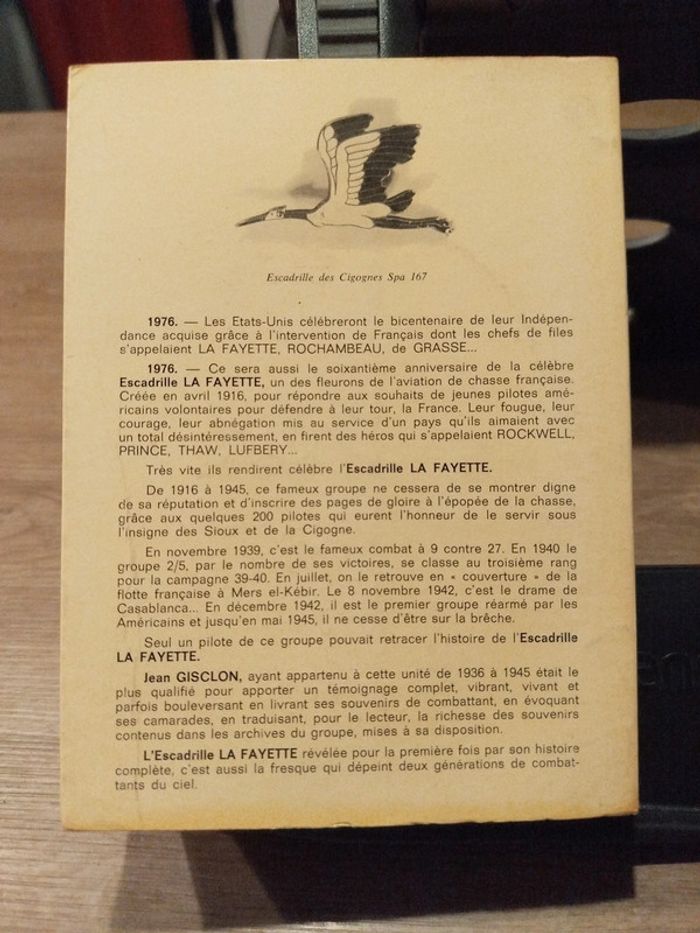 Escadrille des Cigognes Spa 167
1976. — Les Etats-Unis célébreront le bicentenaire de leur Indépen-
dance acquise grâce à l'intervention de Français dont les chefs de files
s'appelaient LA FAYETTE, ROCHAMBEAU, de GRASSE...
1976. — Ce sera aussi le soixantième anniversaire de la célèbre
Escadrille LA FAYETTE, un des fleurons de l'aviation de chasse française.
Créée en avril 1916, pour répondre aux souhaits de jeunes pilotes amé-
ricains volontaires pour défendre à leur tour, la France. Leur fougue, leur
courage, leur abnégation mis au service d'un pays qu'ils aimaient avec
un total désintéressement, en firent des héros qui s'appelaient ROCKWELL,
PRINCE, THAW, LUFBERY...
Très vite ils rendirent célèbre l'Escadrille LA FAYETTE.
De 1916 à 1945, ce fameux groupe ne cessera de se montrer digne
de sa réputation et d'inscrire des pages de gloire à l'épopée de la chasse,
grâce aux quelques 200 pilotes qui eurent l'honneur de le servir sous
l'insigne des Sioux et de la Cigogne.
En novembre 1939, c'est le fameux combat à 9 contre 27. En 1940 le
groupe 2/5, par le nombre de ses victoires, se classe au troisième rang
pour la campagne 39-40. En juillet, on le retrouve en « couverture » de la
flotte française à Mers el-Kébir. Le 8 novembre 1942, c'est le drame de
Casablanca... En décembre 1942, il est le premier groupe réarmé par les
Américains et jusqu'en mai 1945, il ne cesse d'être sur la brèche.
Seul un pilote de ce groupe pouvait retracer l'histoire de l'Escadrille
LA FAYETTE.
Jean GISCLON, ayant appartenu à cette unité de 1936 à 1945 était le
plus qualifié pour apporter un témoignage complet, vibrant, vivant et
parfois bouleversant en livrant ses souvenirs de combattant, en évoquant
ses camarades, en traduisant, pour le lecteur, la richesse des souvenirs
contenus dans les archives du groupe, mises à sa disposition.
L'Escadrille LA FAYETTE révélée pour la première fois par son histoire
complète, c'est aussi la fresque qui dépeint deux générations de combat-
tants du ciel.